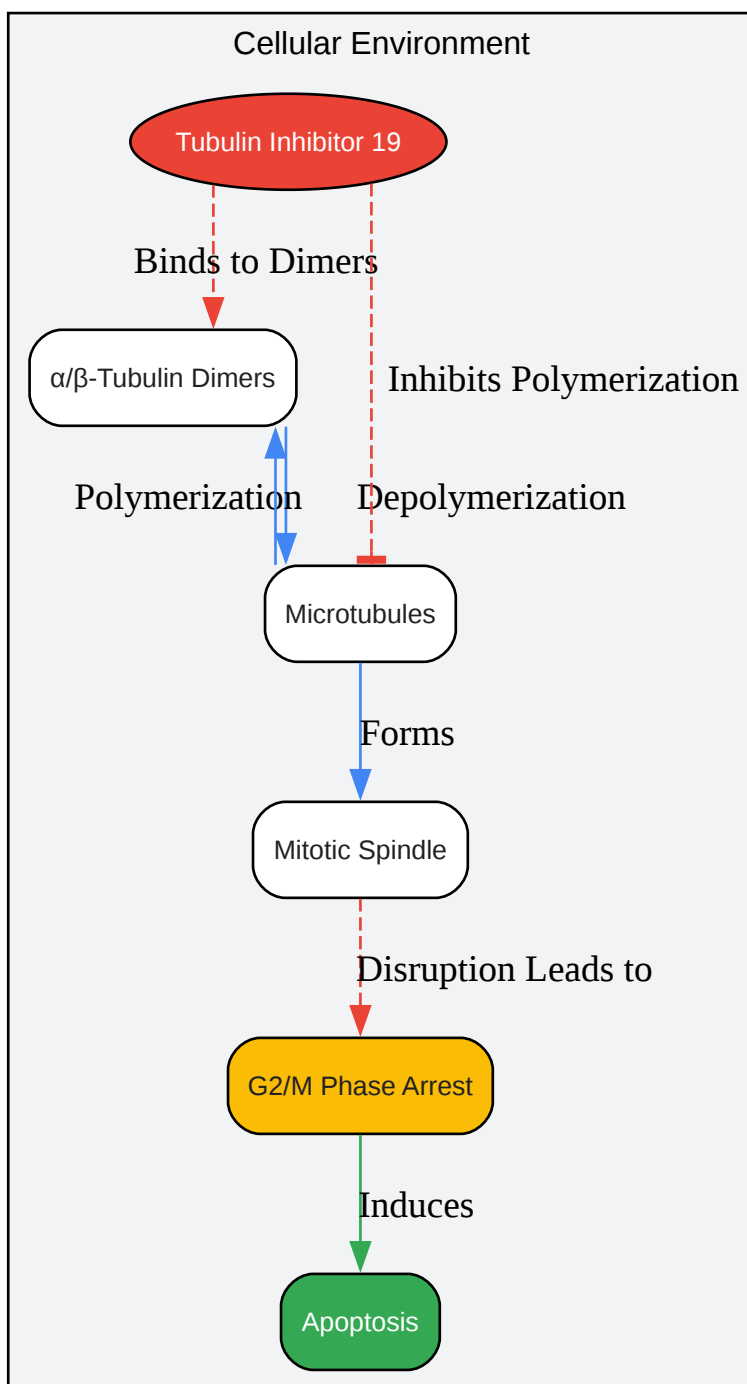 Cellular Environment
Tubulin Inhibitor 19
Binds to Dimers
α/β-Tubulin Dimers
Inhibits Polymerization
Polymerization
Depolymerization
Microtubules
Forms
Mitotic Spindle
Disruption Leads to
G2/M Phase Arrest
Induces
Apoptosis